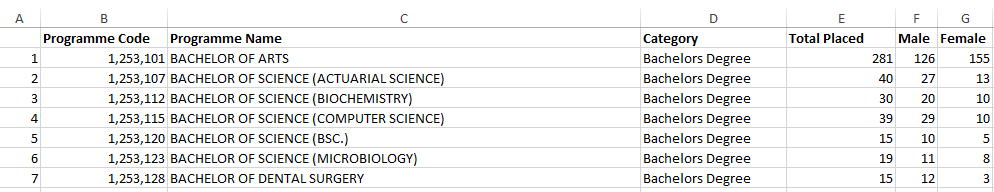 A B C D E F G
Programme Code Programme Name Category Total Placed Male Female
1 1,253,101 BACHELOR OF ARTS Bachelors Degree 281 126 155
2 1,253,107 BACHELOR OF SCIENCE (ACTUARIAL SCIENCE) Bachelors Degree 40 27 13
3 1,253,112 BACHELOR OF SCIENCE (BIOCHEMISTRY) Bachelors Degree 30 20 10
4 1,253,115 BACHELOR OF SCIENCE (COMPUTER SCIENCE) Bachelors Degree 39 29 10
5 1,253,120 BACHELOR OF SCIENCE (BSC.) Bachelors Degree 15 10 5
6 1,253,123 BACHELOR OF SCIENCE (MICROBIOLOGY) Bachelors Degree 19 11 8
7 1,253,128 BACHELOR OF DENTAL SURGERY Bachelors Degree 15 12 3